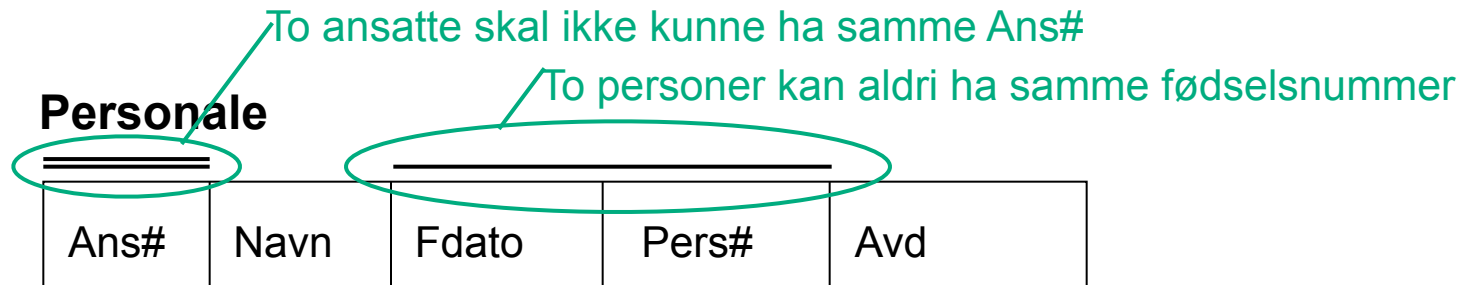 To ansatte skal ikke kunne ha samme Ans#
To personer kan aldri ha samme fødselsnummer
Personale
Ans# Navn Fdato Pers# Avd